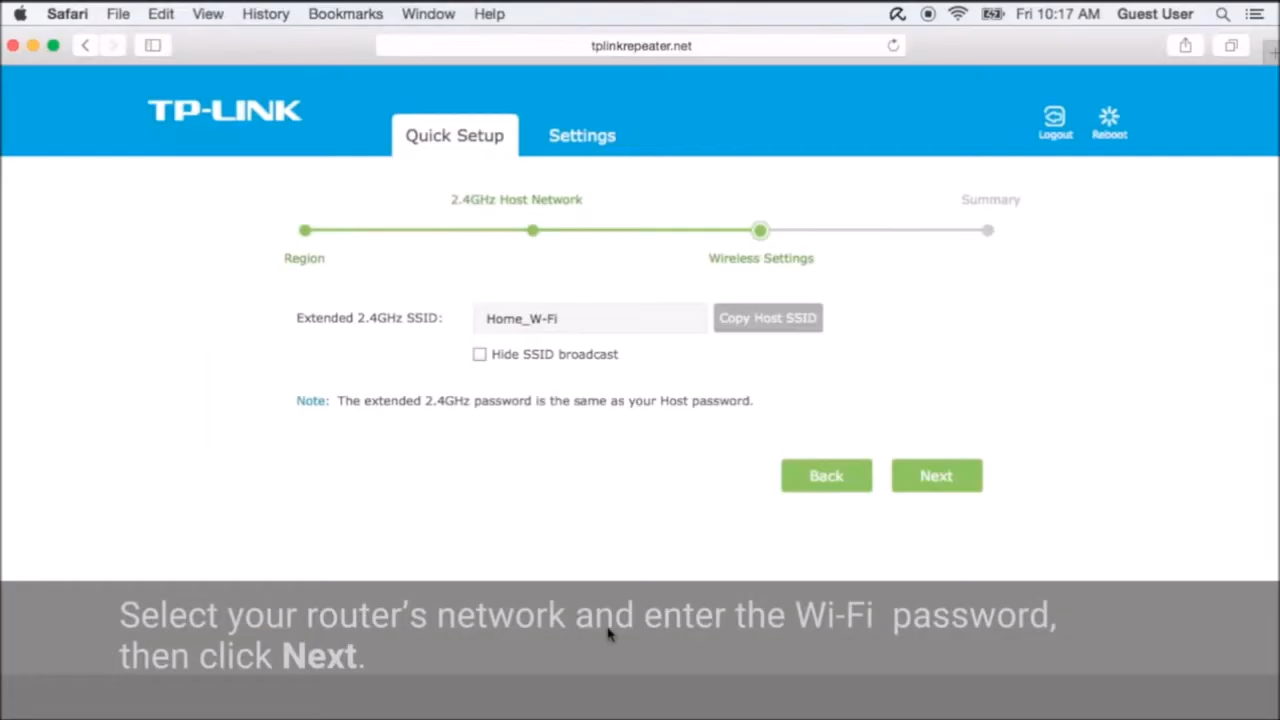 Safari File Edit View History Bookmarks Window Help Fri 10:17 AM Guest User
tplinkrepeater.net
TP-LINK
Quick Setup Settings
Logout Reboot
2.4GHz Host Network Summary
Region Wireless Settings
Extended 2.4GHz SSID: Home_W-Fi Copy Host SSID
Hide SSID broadcast
Note: The extended 2.4GHz password is the same as your Host password.
Back Next
Select your router's network and enter the Wi-Fi password,
then click Next.